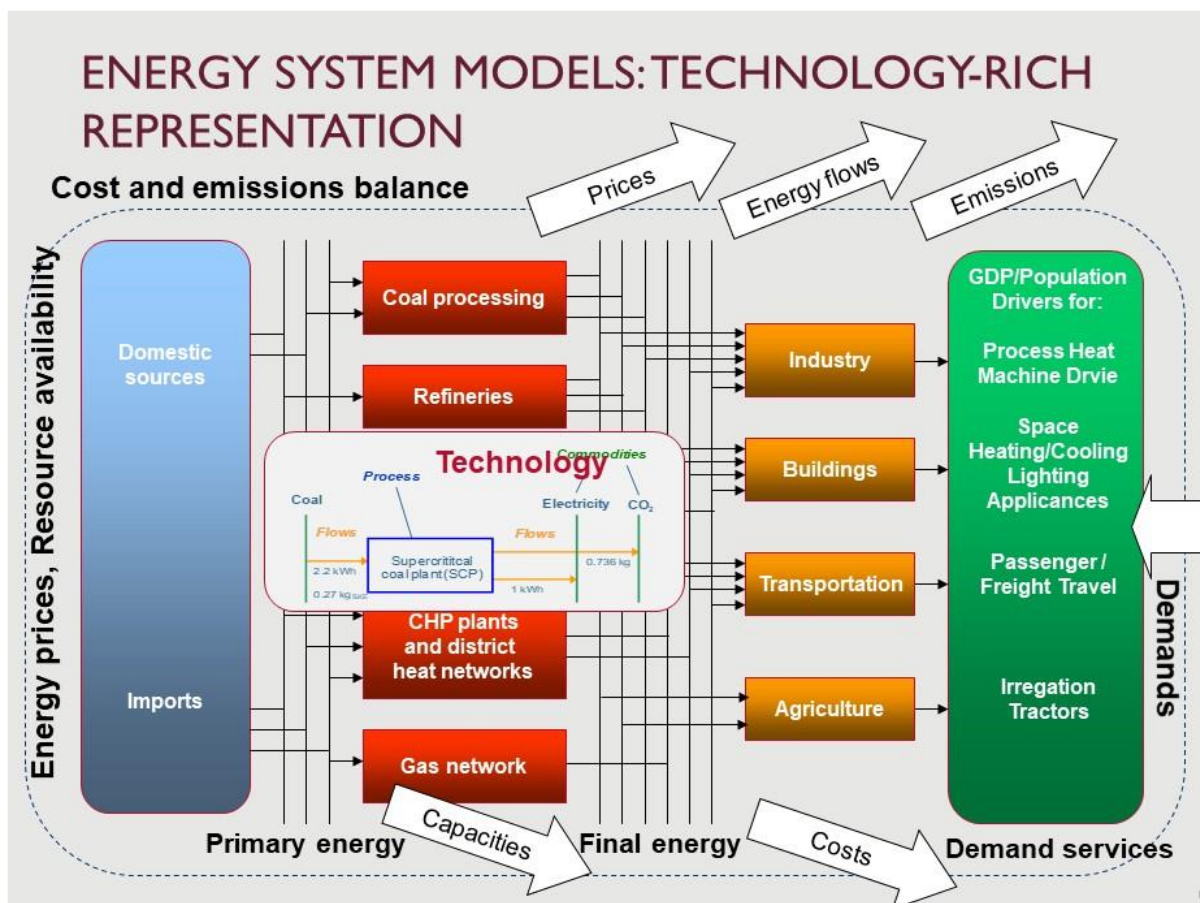 ENERGY SYSTEM MODELS: TECHNOLOGY-RICH
REPRESENTATION
Cost and emissions balance
Prices
Energy flows
Emissions
Energy prices, Resource availability
Domestic
sources
Imports
Coal processing
Refineries
Technology
Commodities
Process
Coal
Electricity
CO₂
Flows
Flows
2.2 kWh
Supercritital
coal plant(SCP)
0.736 kg
1 kWh
0.27 kg
CHP plants
and district
heat networks
Gas network
Industry
Buildings
Transportation
Agriculture
GDP/Population
Drivers for:
Process Heat
Machine Drvie
Space
Heating/Cooling
Lighting
Applicances
Passenger /
Freight Travel
Irregation
Tractors
Demands
Primary energy
Capacities
Final energy
Costs
Demand services